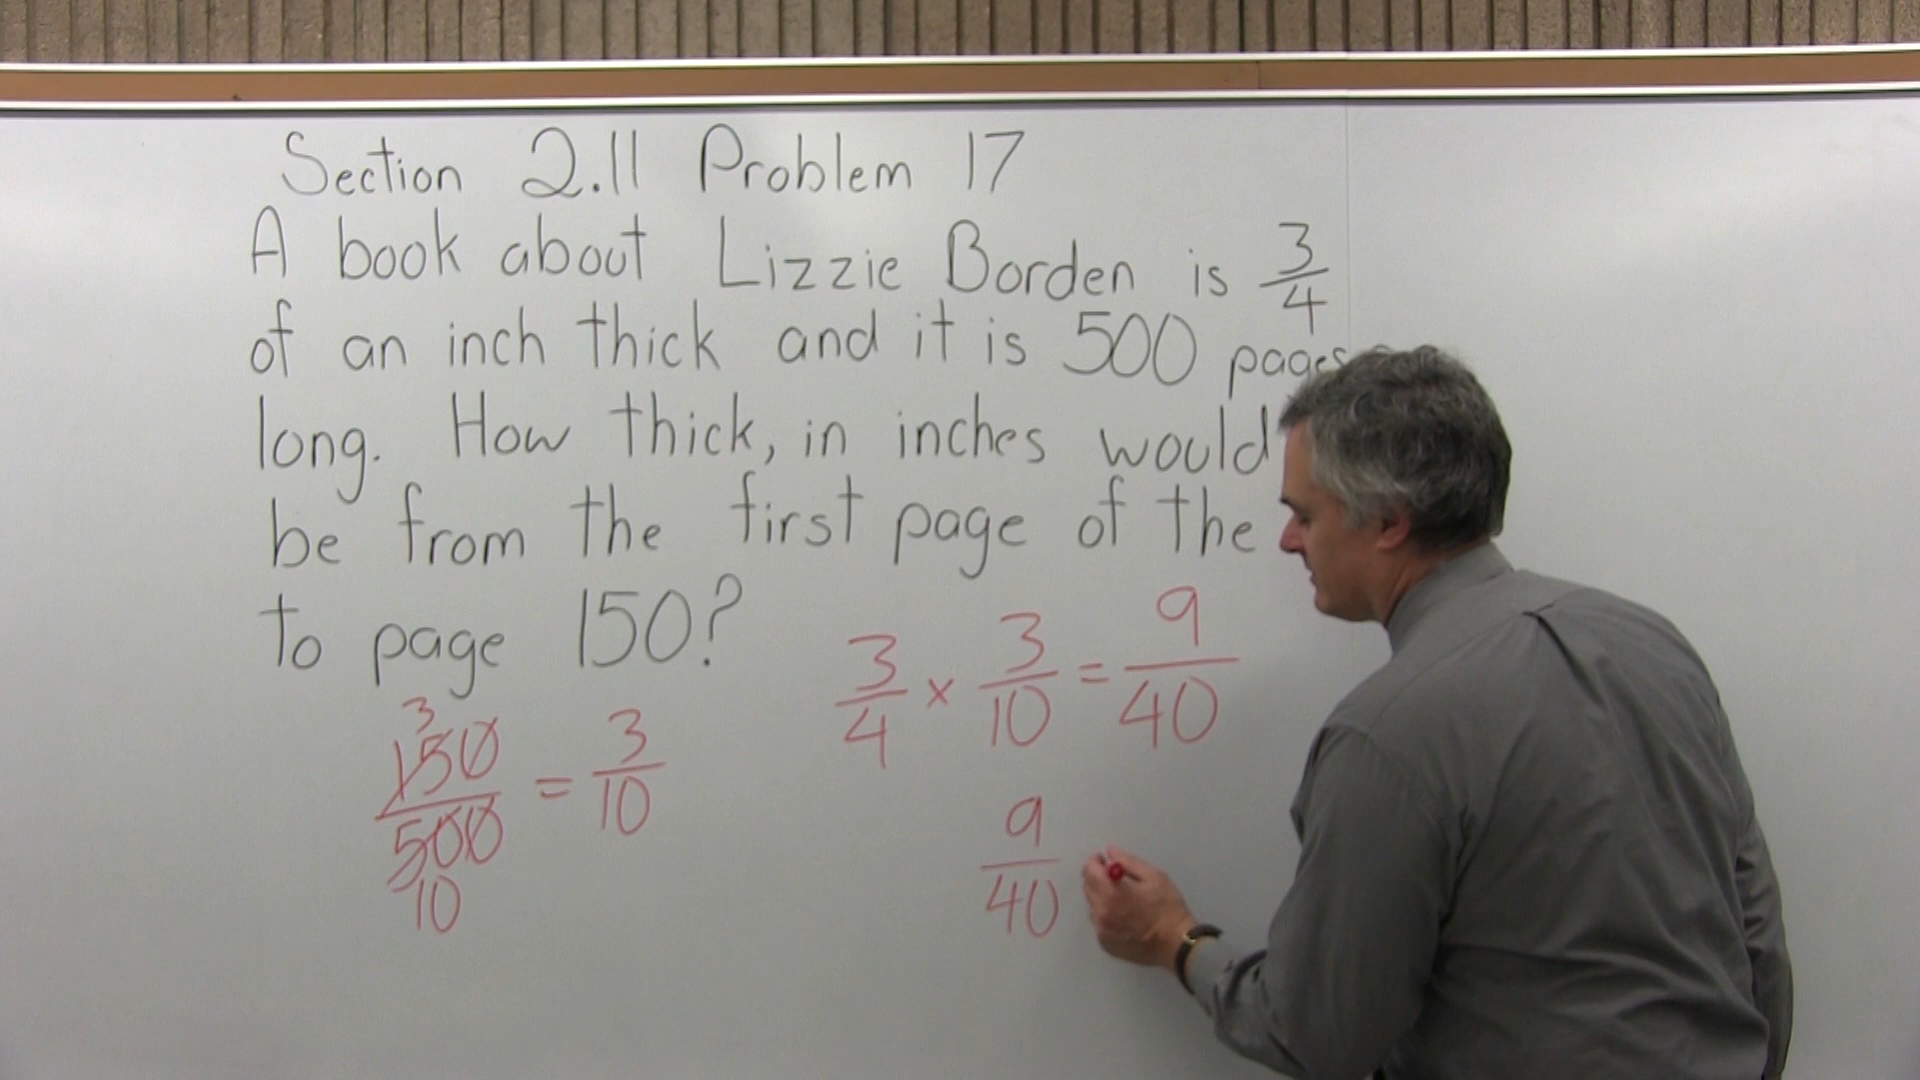 Section 2.11 Problem 17
A book about Lizzie Borden is 3/4
of an inch thick and it is 500 pages
long. How thick, in inches would
be from the first page of the
to page 150?
3/4 × 3/10 = 9/40
3
150/500 = 3/10
10
9/40